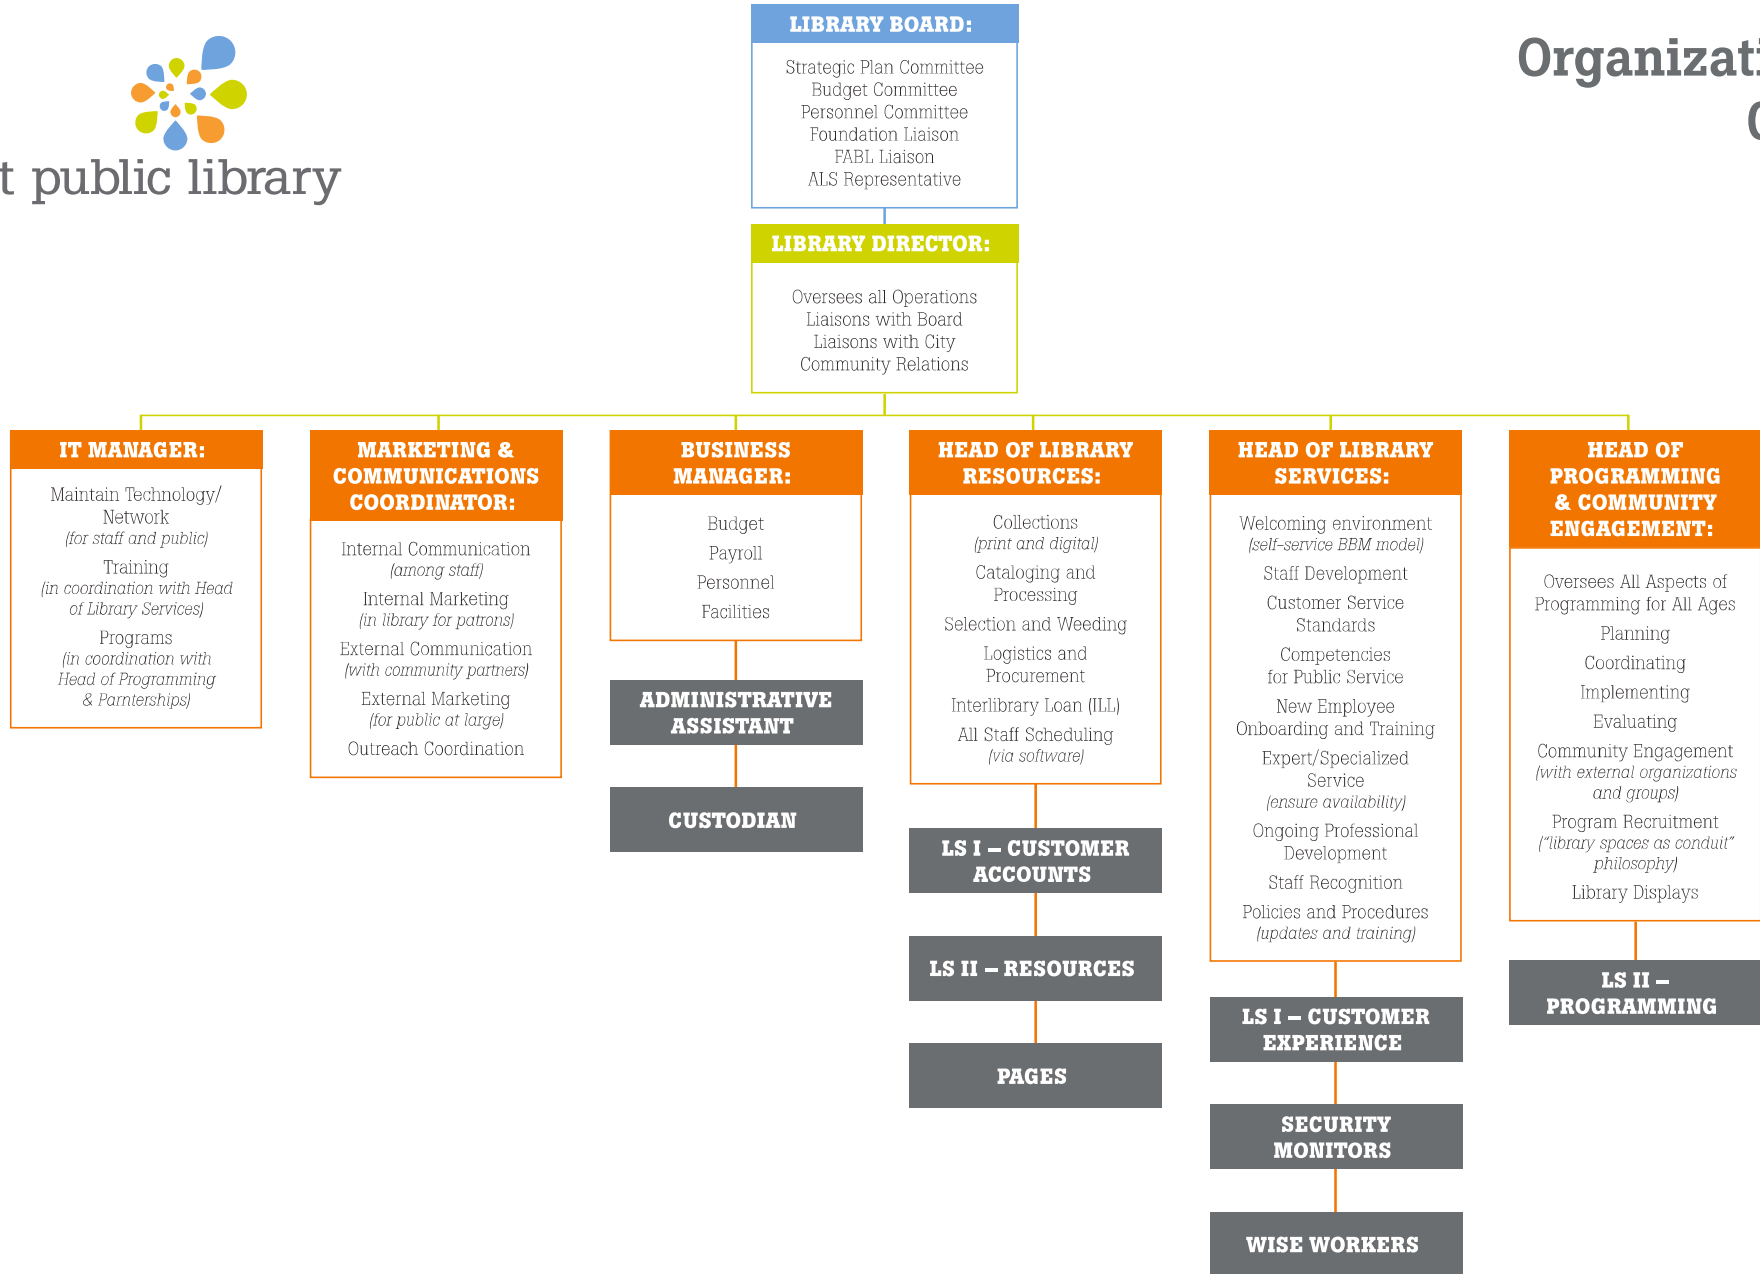 t public library
Organizati
LIBRARY BOARD:
Strategic Plan Committee
Budget Committee
Personnel Committee
Foundation Liaison
FABL Liaison
ALS Representative
LIBRARY DIRECTOR:
Oversees all Operations
Liaisons with Board
Liaisons with City
Community Relations
IT MANAGER:
Maintain Technology/
Network
(for staff and public)
Training
(in coordination with Head
of Library Services)
Programs
(in coordination with
Head of Programming
& Parnterships)
MARKETING &
COMMUNICATIONS
COORDINATOR:
Internal Communication
(among staff)
Internal Marketing
(in library for patrons)
External Communication
(with community partners)
External Marketing
(for public at large)
Outreach Coordination
BUSINESS
MANAGER:
Budget
Payroll
Personnel
Facilities
ADMINISTRATIVE
ASSISTANT
CUSTODIAN
HEAD OF LIBRARY
RESOURCES:
Collections
(print and digital)
Cataloging and
Processing
Selection and Weeding
Logistics and
Procurement
Interlibrary Loan (ILL)
All Staff Scheduling
(via software)
LS I – CUSTOMER
ACCOUNTS
LS II – RESOURCES
PAGES
HEAD OF LIBRARY
SERVICES:
Welcoming environment
(self-service BBM model)
Staff Development
Customer Service
Standards
Competencies
for Public Service
New Employee
Onboarding and Training
Expert/Specialized
Service
(ensure availability)
Ongoing Professional
Development
Staff Recognition
Policies and Procedures
(updates and training)
LS I – CUSTOMER
EXPERIENCE
SECURITY
MONITORS
WISE WORKERS
HEAD OF
PROGRAMMING
& COMMUNITY
ENGAGEMENT:
Oversees All Aspects of
Programming for All Ages
Planning
Coordinating
Implementing
Evaluating
Community Engagement
(with external organizations
and groups)
Program Recruitment
("library spaces as conduit"
philosophy)
Library Displays
LS II –
PROGRAMMING